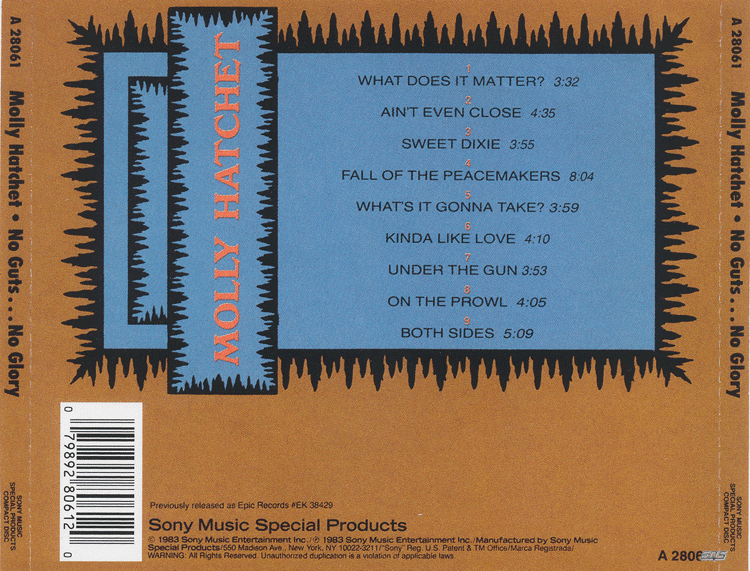 A 28061 Molly Hatchet • No Guts...No Glory
SONY MUSIC
SPECIAL PRODUCTS
COMPACT DISC
MOLLY HATCHET
1
WHAT DOES IT MATTER? 3:32
2
AIN'T EVEN CLOSE 4:35
3
SWEET DIXIE 3:55
4
FALL OF THE PEACEMAKERS 8:04
5
WHAT'S IT GONNA TAKE? 3:59
6
KINDA LIKE LOVE 4:10
7
UNDER THE GUN 3:53
8
ON THE PROWL 4:05
9
BOTH SIDES 5:09
0 79892 80612 0
Previously released as Epic Records #EK 38429
Sony Music Special Products
© 1983 Sony Music Entertainment Inc./℗ 1983 Sony Music Entertainment Inc./Manufactured by Sony Music
Special Products/550 Madison Ave., New York, NY 10022-3211/"Sony" Reg. U.S. Patent & TM Office/Marca Registrada/
WARNING: All Rights Reserved. Unauthorized duplication is a violation of applicable laws.
A 2806
A 28061 Molly Hatchet • No Guts...No Glory
SONY MUSIC
SPECIAL PRODUCTS
COMPACT DISC